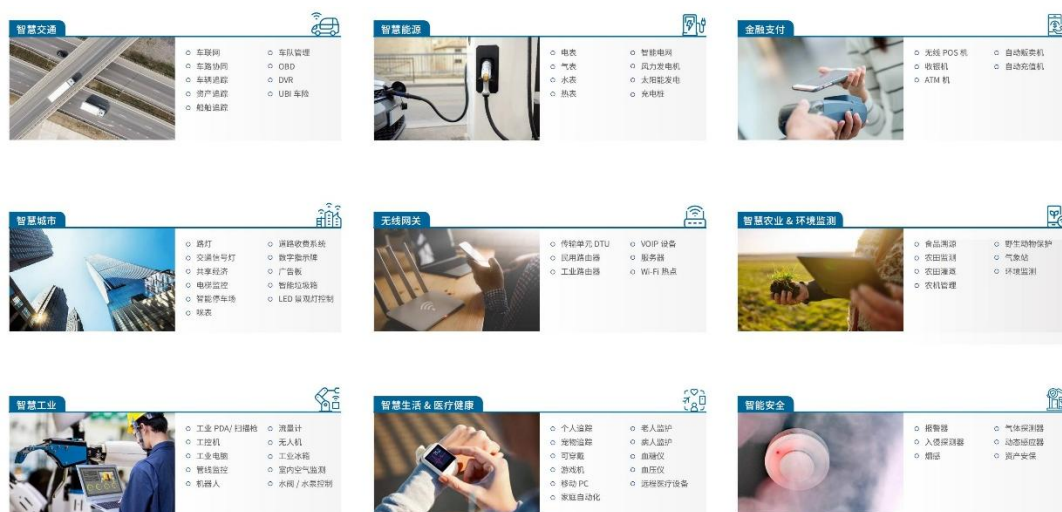 智慧交通
车联网
车路协同
车辆追踪
资产追踪
船舶追踪
车队管理
OBD
DVR
UBI 车险
智慧能源
电表
气表
水表
热表
智能电网
风力发电机
太阳能发电
充电桩
金融支付
无线 POS 机
收银机
ATM 机
自动贩卖机
自动充值机
智慧城市
路灯
交通信号灯
共享经济
电梯监控
智能停车场
咪表
道路收费系统
数字指示牌
广告板
智能垃圾箱
LED 景观灯控制
无线网关
传输单元 DTU
民用路由器
工业路由器
VOIP 设备
服务器
Wi-Fi 热点
智慧农业 & 环境监测
食品溯源
农田监测
农田灌溉
农机管理
野生动物保护
气象站
环境监测
智慧工业
工业 PDA/ 扫描枪
工控机
工业电脑
管线监控
机器人
流量计
无人机
工业水箱
室内空气监测
水阀 / 水泵控制
智慧生活 & 医疗健康
个人追踪
宠物追踪
可穿戴
游戏机
移动 PC
家庭自动化
老人监护
病人监护
血糖仪
血压仪
远程医疗设备
智能安全
报警器
入侵探测器
烟感
气体探测器
动态感应器
资产安保